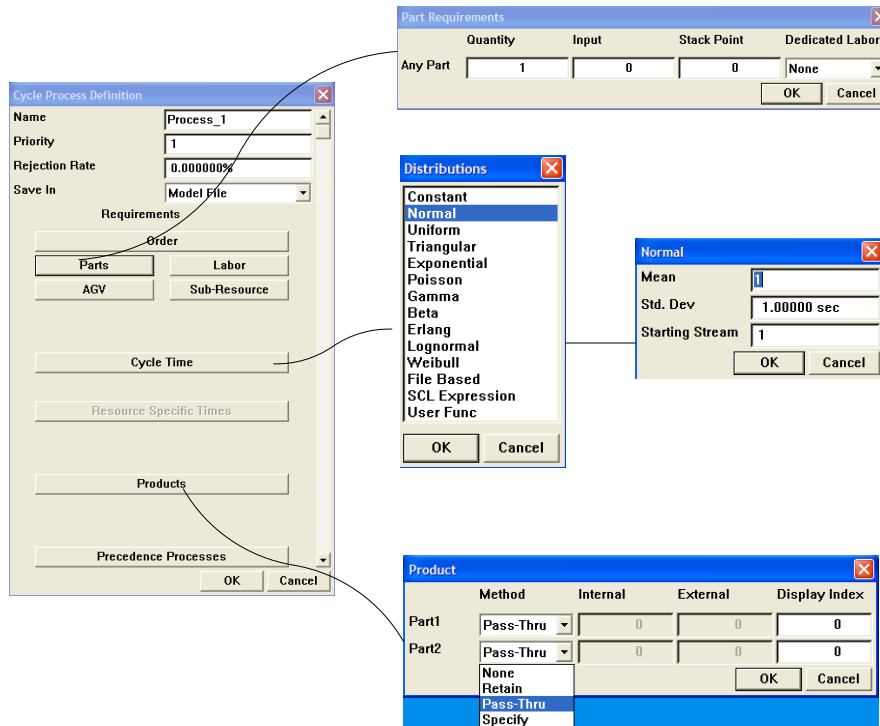 Part Requirements
Quantity Input Stack Point Dedicated Labor
Any Part 1 0 0 None
OK Cancel
Cycle Process Definition
Name Process_1
Priority 1
Rejection Rate 0.000000%
Save In Model File
Requirements
Order
Parts Labor
AGV Sub-Resource
Cycle Time
Resource Specific Times
Products
Precedence Processes
OK Cancel
Distributions
Constant
Normal
Uniform
Triangular
Exponential
Poisson
Gamma
Beta
Erlang
Lognormal
Weibull
File Based
SCL Expression
User Func
OK Cancel
Normal
Mean 1
Std. Dev 1.00000 sec
Starting Stream 1
OK Cancel
Product
Method Internal External Display Index
Part1 Pass-Thru 0 0 0
Part2 Pass-Thru 0 0 0
None
Retain
Pass-Thru
Specify
OK Cancel